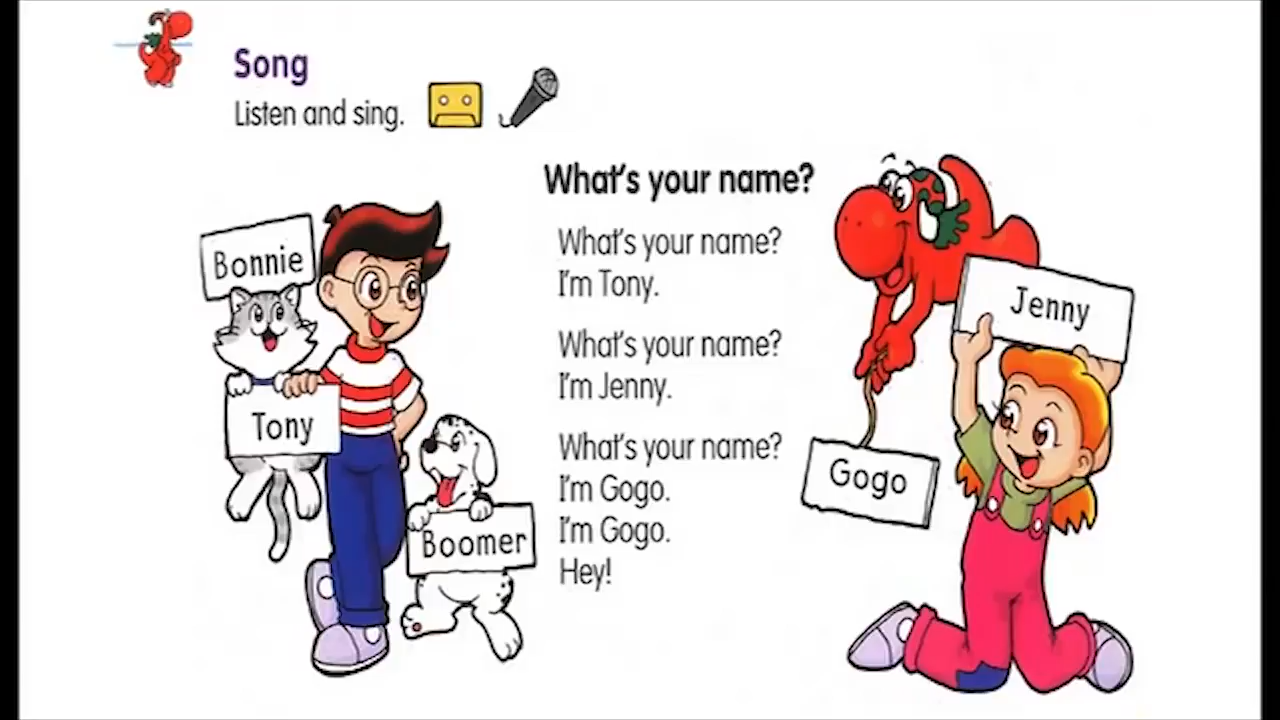 Song
Listen and sing.
What's your name?
What's your name?
I'm Tony.
What's your name?
I'm Jenny.
What's your name?
I'm Gogo.
I'm Gogo.
Hey!
Bonnie
Tony
Boomer
Jenny
Gogo